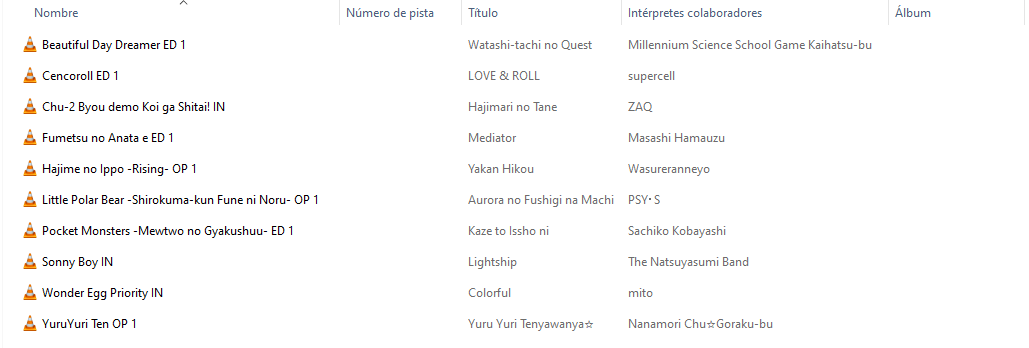 Nombre Número de pista Título Intérpretes colaboradores Álbum
Beautiful Day Dreamer ED 1 Watashi-tachi no Quest Millennium Science School Game Kaihatsu-bu
Cencoroll ED 1 LOVE & ROLL supercell
Chu-2 Byou demo Koi ga Shitai! IN Hajimari no Tane ZAQ
Fumetsu no Anata e ED 1 Mediator Masashi Hamauzu
Hajime no Ippo -Rising- OP 1 Yakan Hikou Wasureranneyo
Little Polar Bear -Shirokuma-kun Fune ni Noru- OP 1 Aurora no Fushigi na Machi PSY・S
Pocket Monsters -Mewtwo no Gyakushuu- ED 1 Kaze to Issho ni Sachiko Kobayashi
Sonny Boy IN Lightship The Natsuyasumi Band
Wonder Egg Priority IN Colorful mito
YuruYuri Ten OP 1 Yuru Yuri Tenyawanya☆ Nanamori Chu☆Goraku-bu